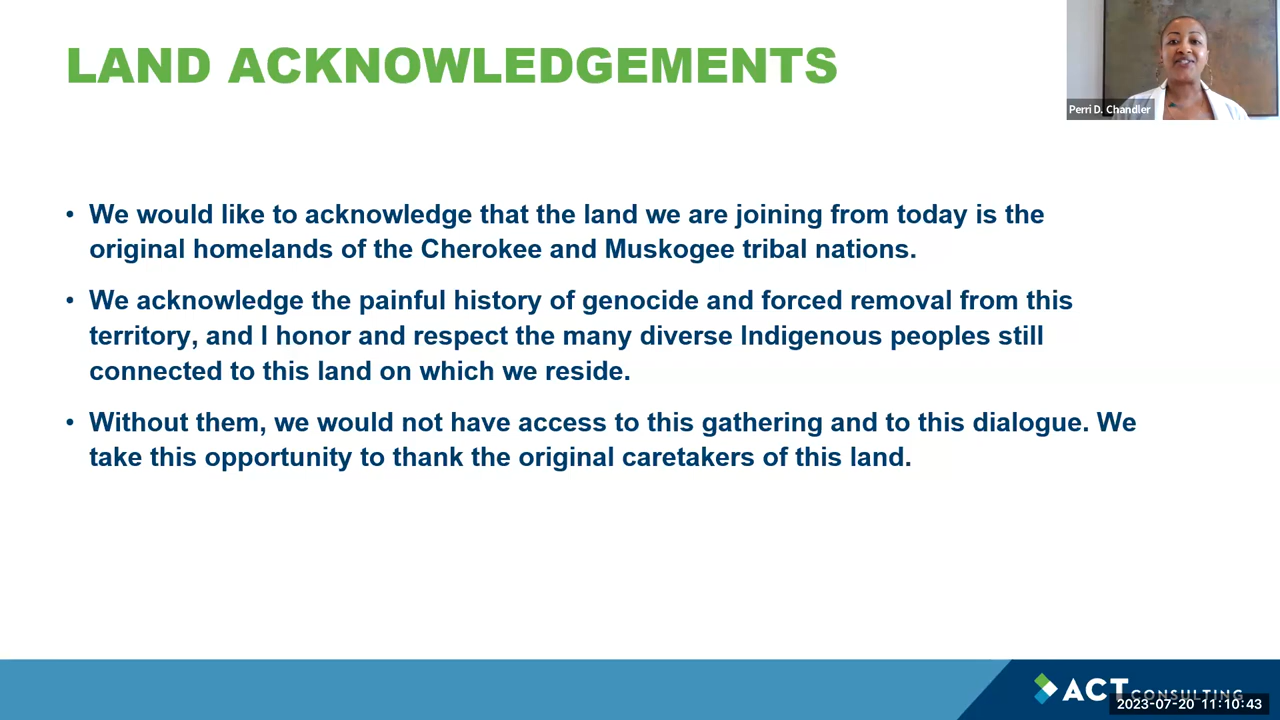 LAND ACKNOWLEDGEMENTS
Perri D. Chandler
• We would like to acknowledge that the land we are joining from today is the
original homelands of the Cherokee and Muskogee tribal nations.
• We acknowledge the painful history of genocide and forced removal from this
territory, and I honor and respect the many diverse Indigenous peoples still
connected to this land on which we reside.
• Without them, we would not have access to this gathering and to this dialogue. We
take this opportunity to thank the original caretakers of this land.
ACT CONSULTING
2023-07-20 11:10:43